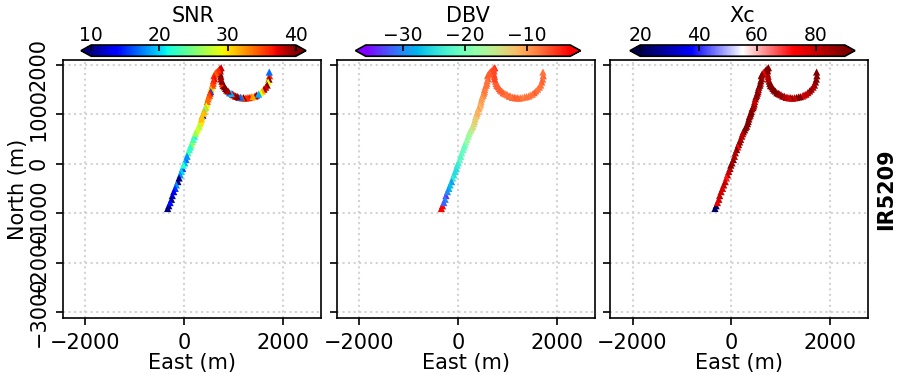 SNR DBV Xc
10 20 30 40 −30 −20 −10 20 40 60 80
2000
1000
0
−1000
−2000
−3000
North (m)
IR5209
−2000 0 2000 −2000 0 2000 −2000 0 2000
East (m) East (m) East (m)